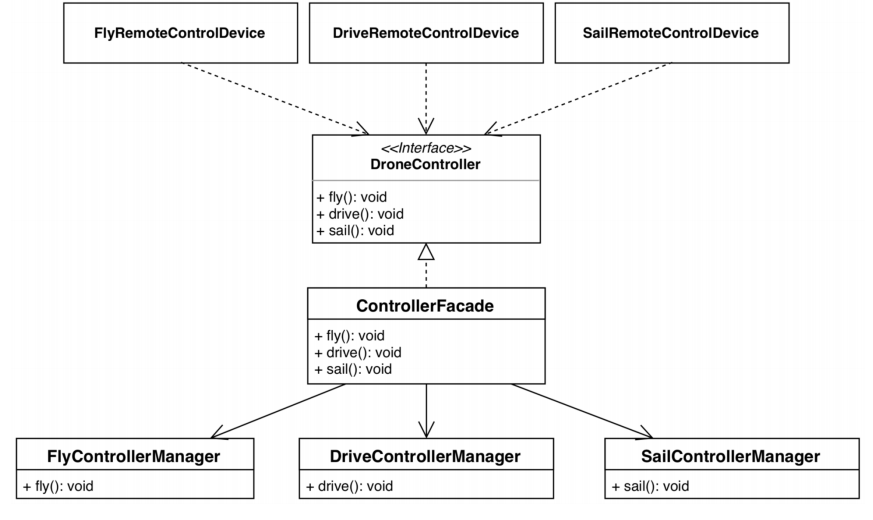 FlyRemoteControlDevice
DriveRemoteControlDevice
SailRemoteControlDevice
<<Interface>>
DroneController
+ fly(): void
+ drive(): void
+ sail(): void
ControllerFacade
+ fly(): void
+ drive(): void
+ sail(): void
FlyControllerManager
+ fly(): void
DriveControllerManager
+ drive(): void
SailControllerManager
+ sail(): void